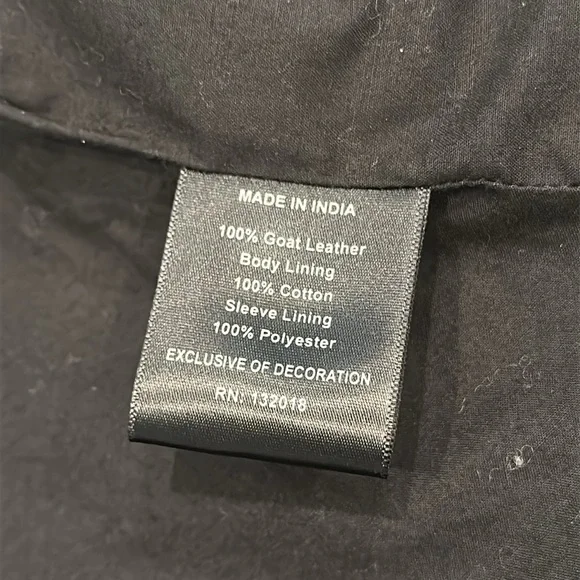 MADE IN INDIA
100% Goat Leather
Body Lining
100% Cotton
Sleeve Lining
100% Polyester
EXCLUSIVE OF DECORATION
RN: 132018